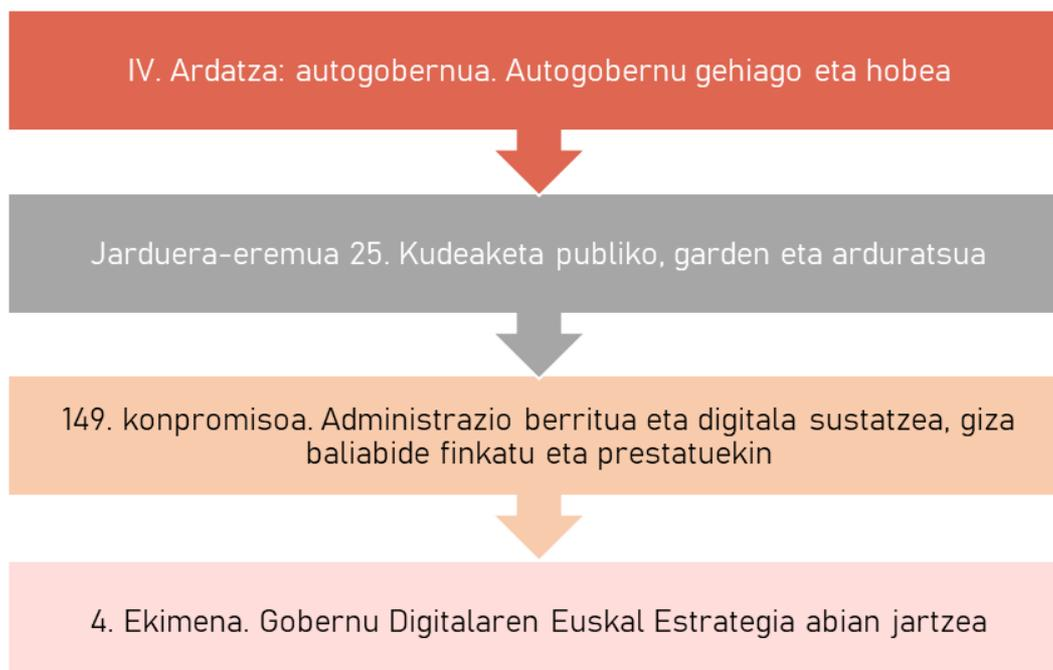 IV. Ardatza: autogobernua. Autogobernu gehiago eta hobea
Jarduera-eremua 25. Kudeaketa publiko, garden eta arduratsua
149. konpromisoa. Administrazio berritua eta digitala sustatzea, giza
baliabide finkatu eta prestatuekin
4. Ekimena. Gobernu Digitalaren Euskal Estrategia abian jartzea